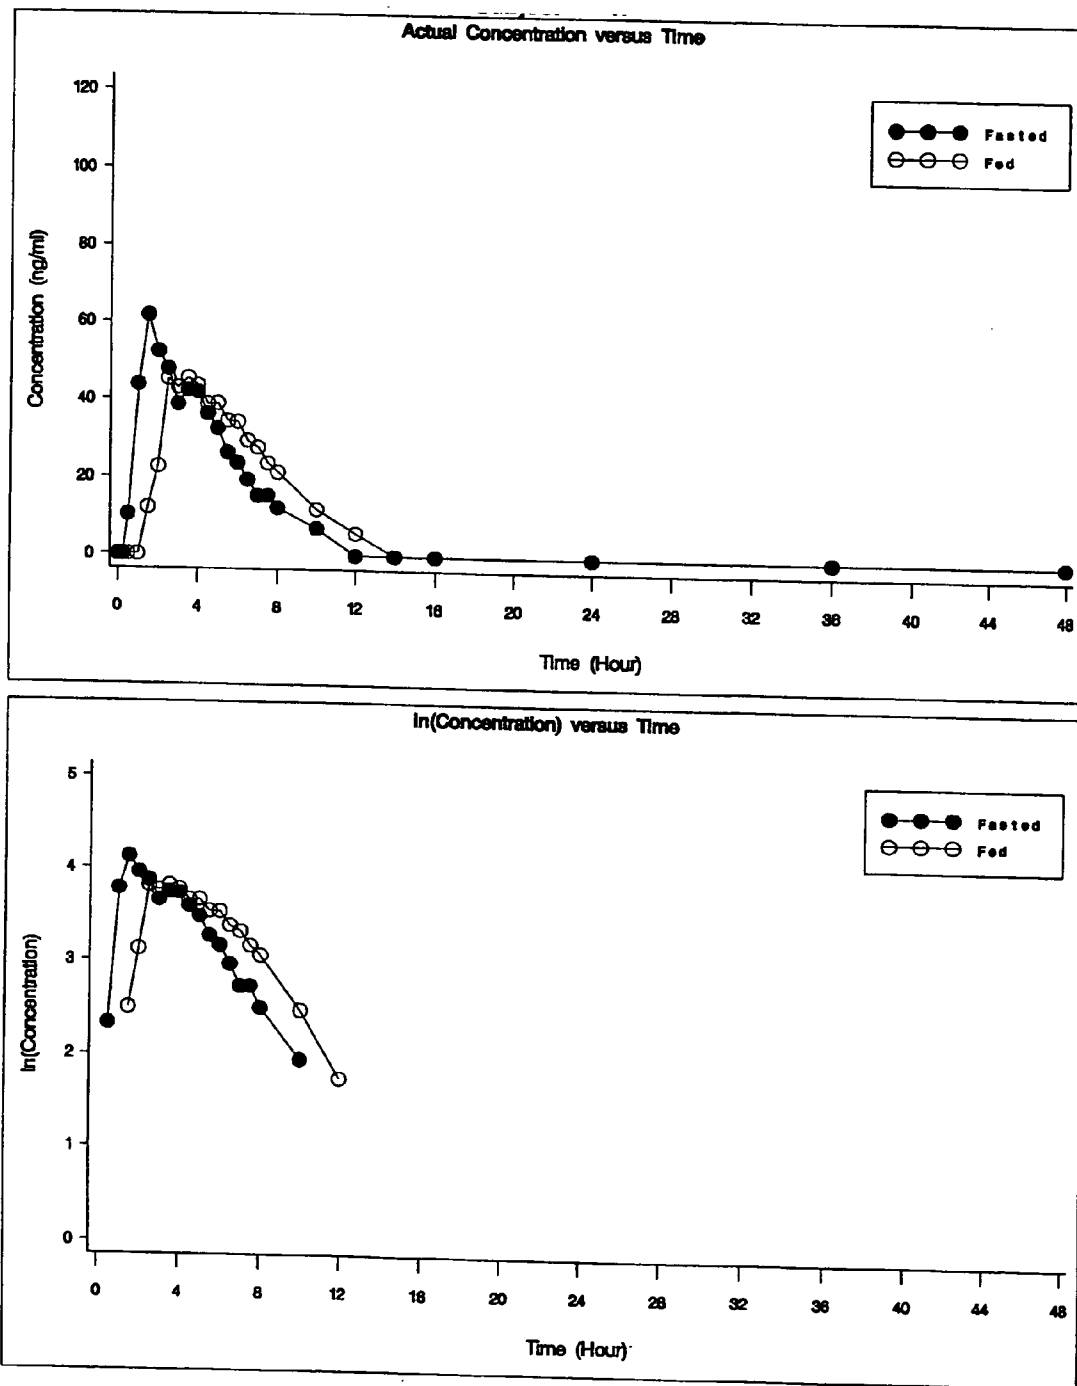 Actual Concentration versus Time
120
100
80
60
40
20
0
Concentration (ng/ml)
Fasted
Fed
0 4 8 12 16 20 24 28 32 36 40 44 48
Time (Hour)
ln(Concentration) versus Time
5
4
3
2
1
0
ln(Concentration)
Fasted
Fed
0 4 8 12 16 20 24 28 32 36 40 44 48
Time (Hour)